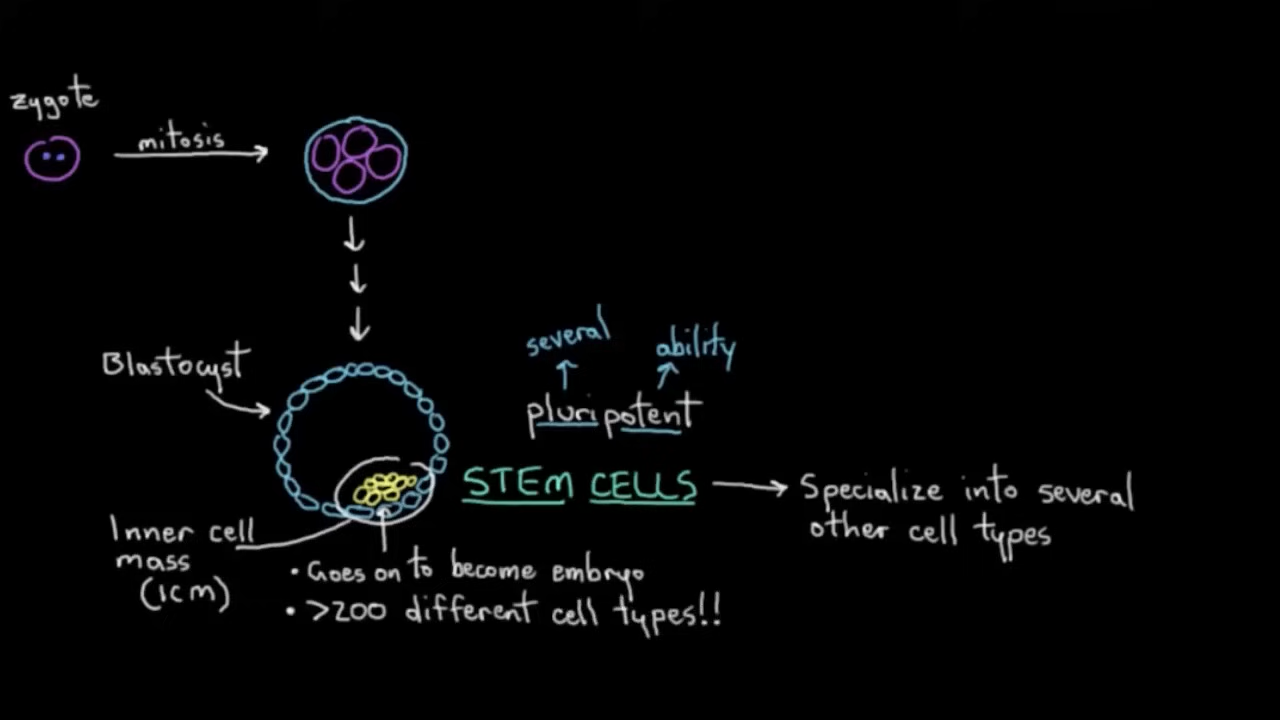 zygote
mitosis
Blastocyst
several
ability
pluripotent
STEM CELLS
Specialize into several
other cell types
Inner cell
mass
(ICM)
• Goes on to become embryo
• >200 different cell types!!